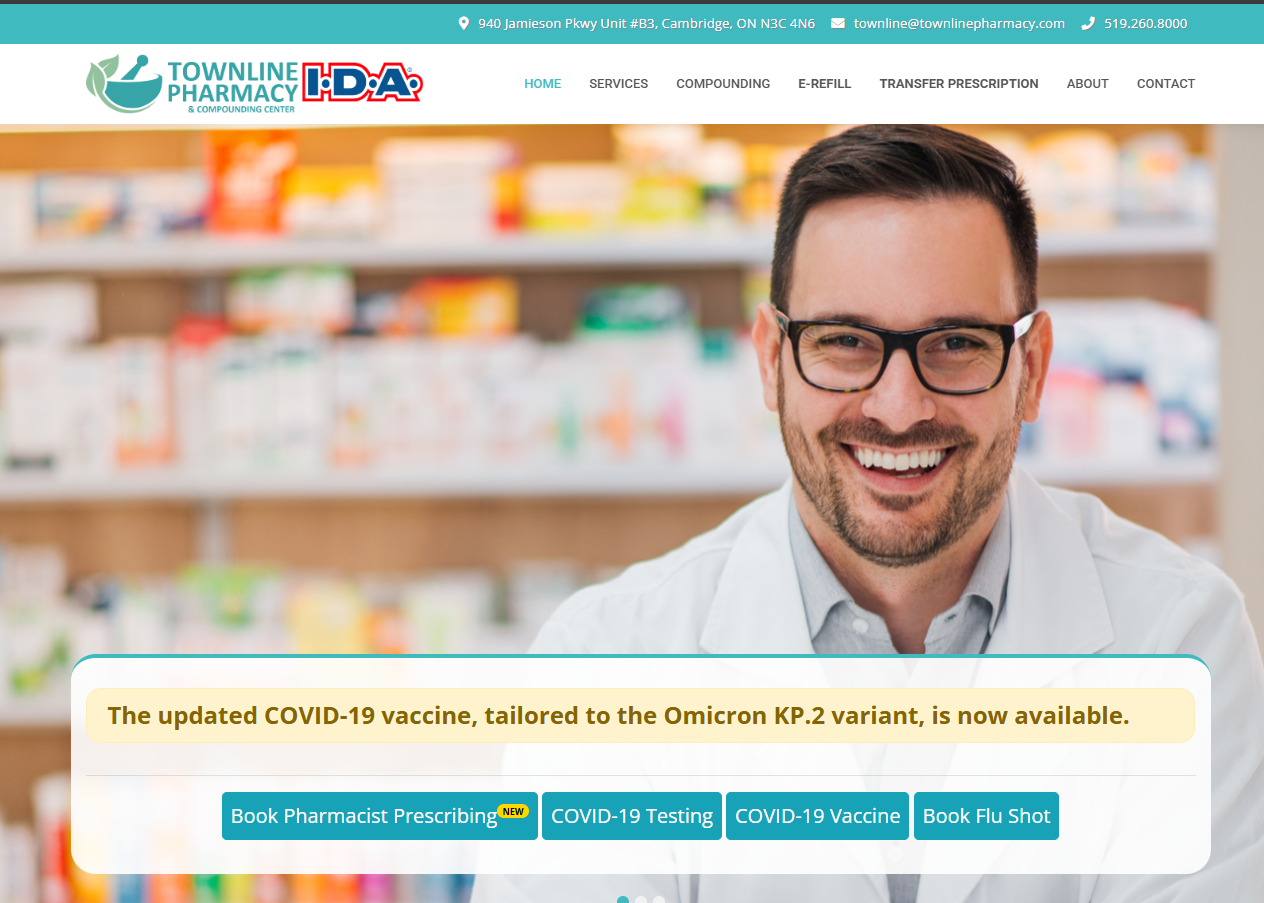 940 Jamieson Pkwy Unit #B3, Cambridge, ON N3C 4N6 townline@townlinepharmacy.com 519.260.8000
TOWNLINE
PHARMACY
& COMPOUNDING CENTER
I·D·A·®
HOME SERVICES COMPOUNDING E-REFILL TRANSFER PRESCRIPTION ABOUT CONTACT
The updated COVID-19 vaccine, tailored to the Omicron KP.2 variant, is now available.
Book Pharmacist Prescribing NEW COVID-19 Testing COVID-19 Vaccine Book Flu Shot